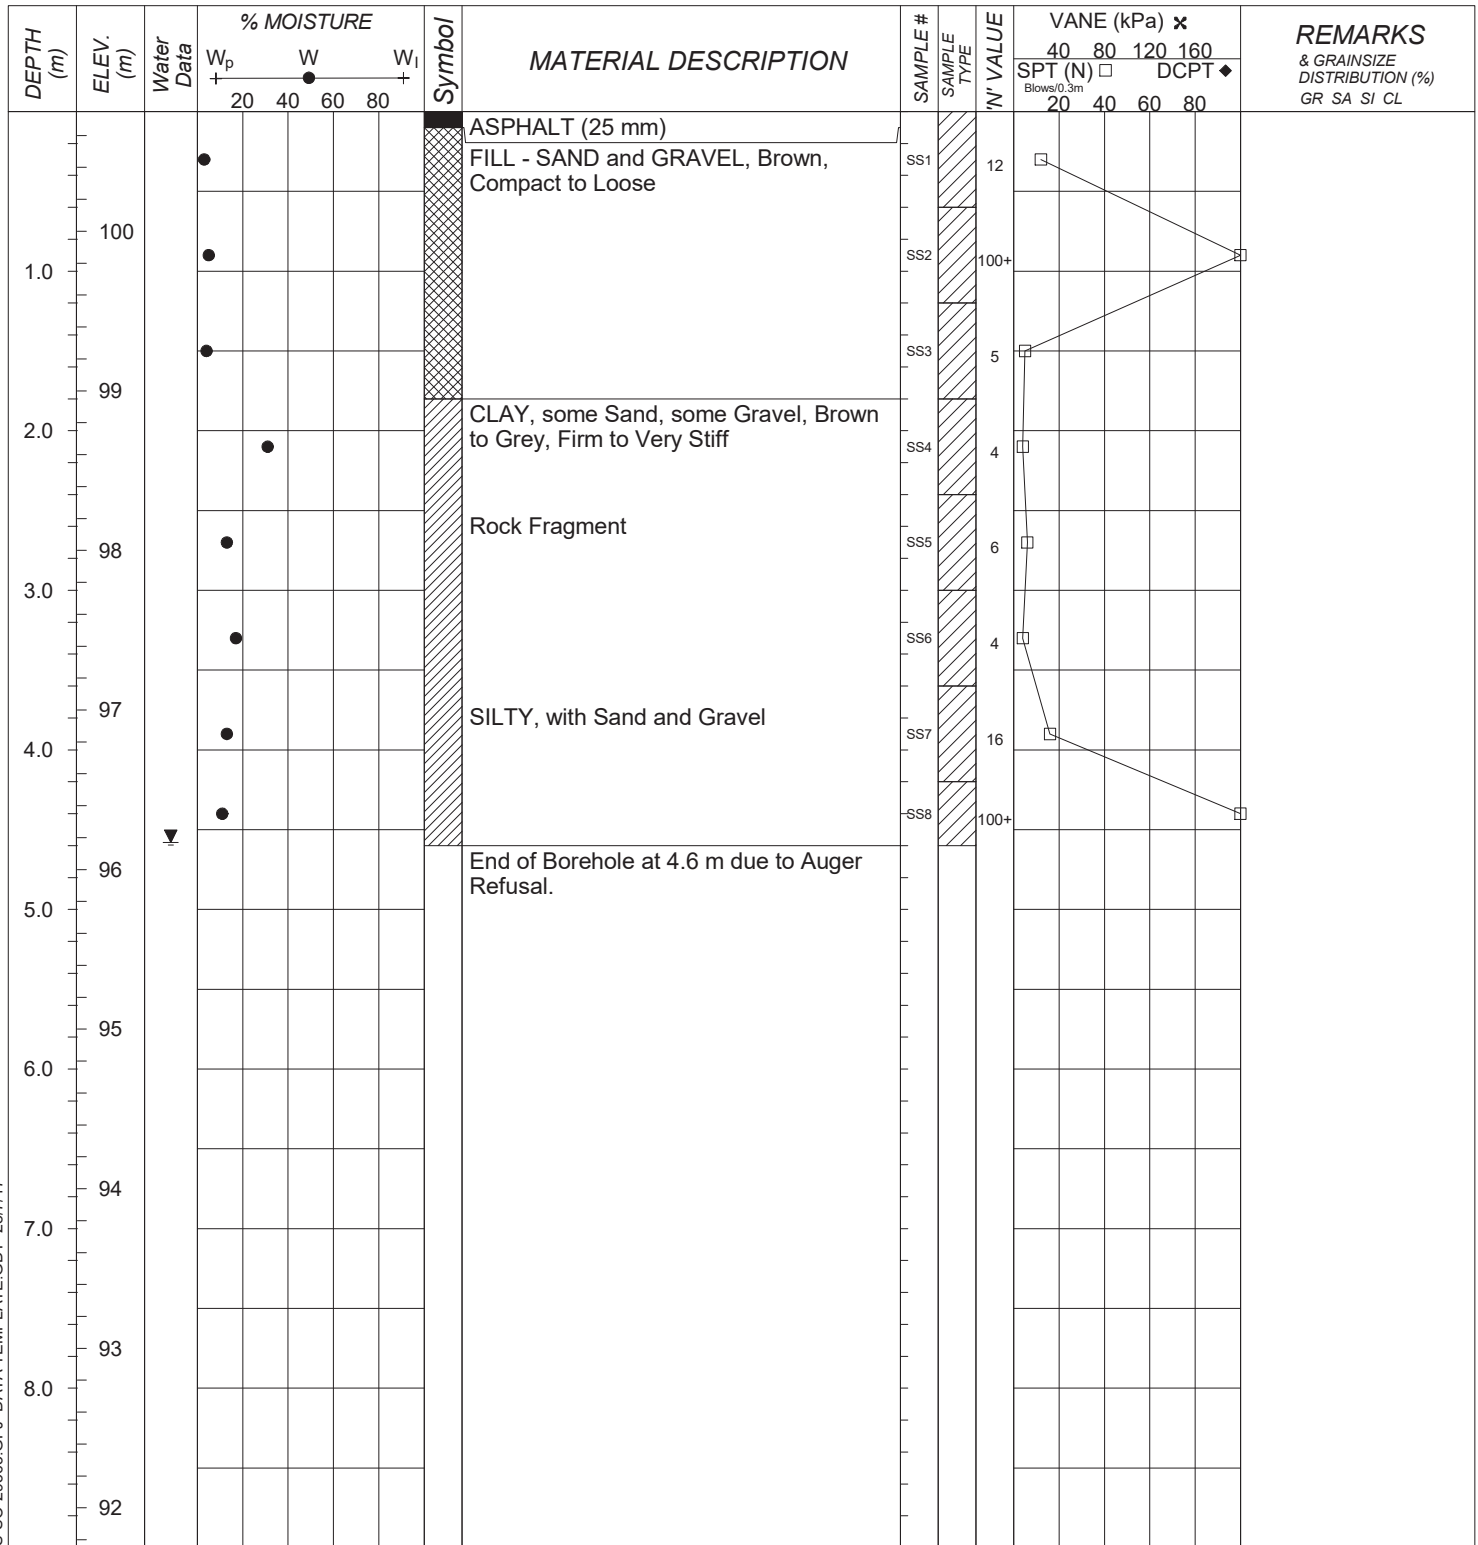 DEPTH (m)
ELEV. (m)
Water Data
% MOISTURE
Wp W Wl
20 40 60 80
Symbol
MATERIAL DESCRIPTION
SAMPLE #
SAMPLE TYPE
'N' VALUE
VANE (kPa)
40 80 120 160
SPT (N) DCPT
Blows/0.3m
20 40 60 80
REMARKS
& GRAINSIZE
DISTRIBUTION (%)
GR SA SI CL
ASPHALT (25 mm)
FILL - SAND and GRAVEL, Brown,
Compact to Loose
SS1 12
100
SS2 100+
1.0
SS3 5
99
CLAY, some Sand, some Gravel, Brown
to Grey, Firm to Very Stiff
2.0
SS4 4
Rock Fragment
98
SS5 6
3.0
SS6 4
97
SILTY, with Sand and Gravel
SS7 16
4.0
SS8 100+
96
End of Borehole at 4.6 m due to Auger
Refusal.
5.0
95
6.0
94
7.0
93
8.0
92